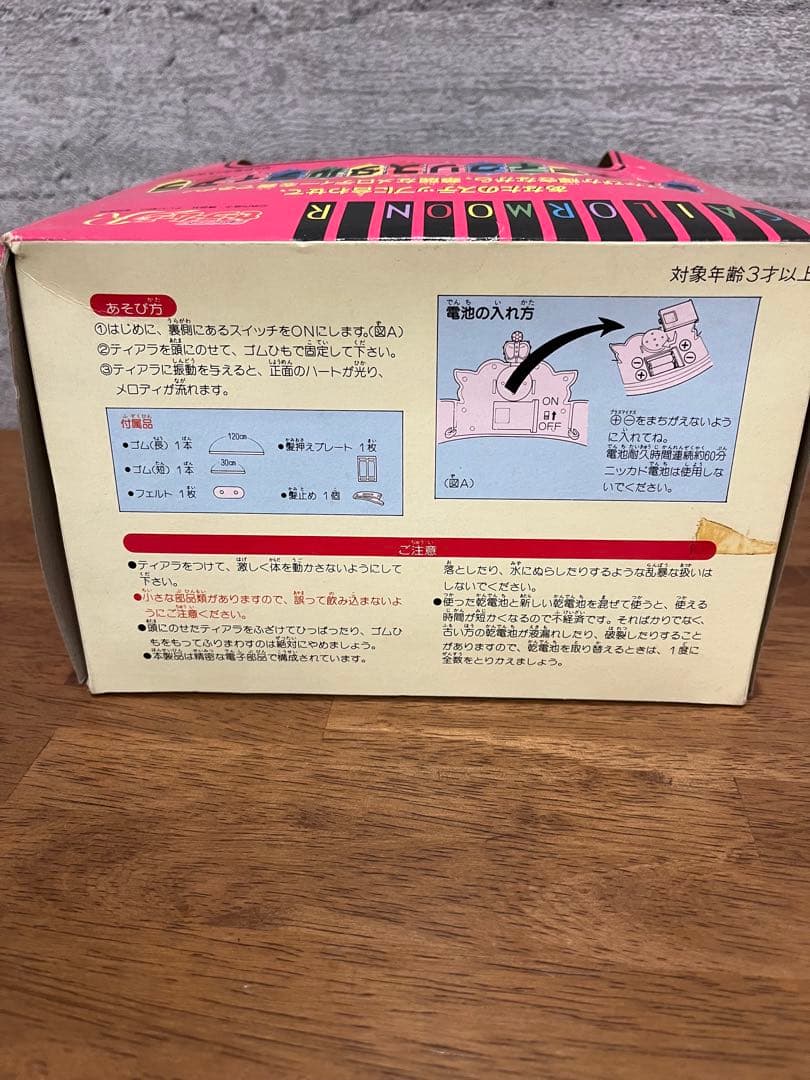 SAILORMOON R
あなたのステップに合わせて、
対象年齢3才以上
あそび方
①はじめに、裏側にあるスイッチをONにします。(図A)
②ティアラを頭にのせて、ゴムひもで固定して下さい。
③ティアラに振動を与えると、正面のハートが光り、
メロディが流れます。
付属品
●ゴム(長) 1本 120cm
●ゴム(短) 1本 30cm
●フェルト 1枚
●髪押えプレート 1枚
●髪止め 1個
電池の入れ方
ON
OFF
(図A)
⊕⊖をまちがえないよう
に入れてね。
電池耐久時間連続約60分
ニッカド電池は使用しな
いでください。
ご注意
●ティアラをつけて、激しく体を動かさないようにして
下さい。
●小さな部品類がありますので、誤って飲み込まないよ
うにご注意ください。
●頭にのせたティアラをふざけてひっぱったり、ゴムひ
もをもってふりまわすのは絶対にやめましょう。
●本製品は精密な電子部品で構成されています。
落としたり、水にぬらしたりするような乱暴な扱いは
しないでください。
●使った乾電池と新しい乾電池を混ぜて使うと、使える
時間が短かくなるので不経済です。そればかりでなく、
古い方の乾電池が液漏れしたり、破裂したりすること
がありますので、乾電池を取り替えるときは、1度に
全数をとりかえましょう。